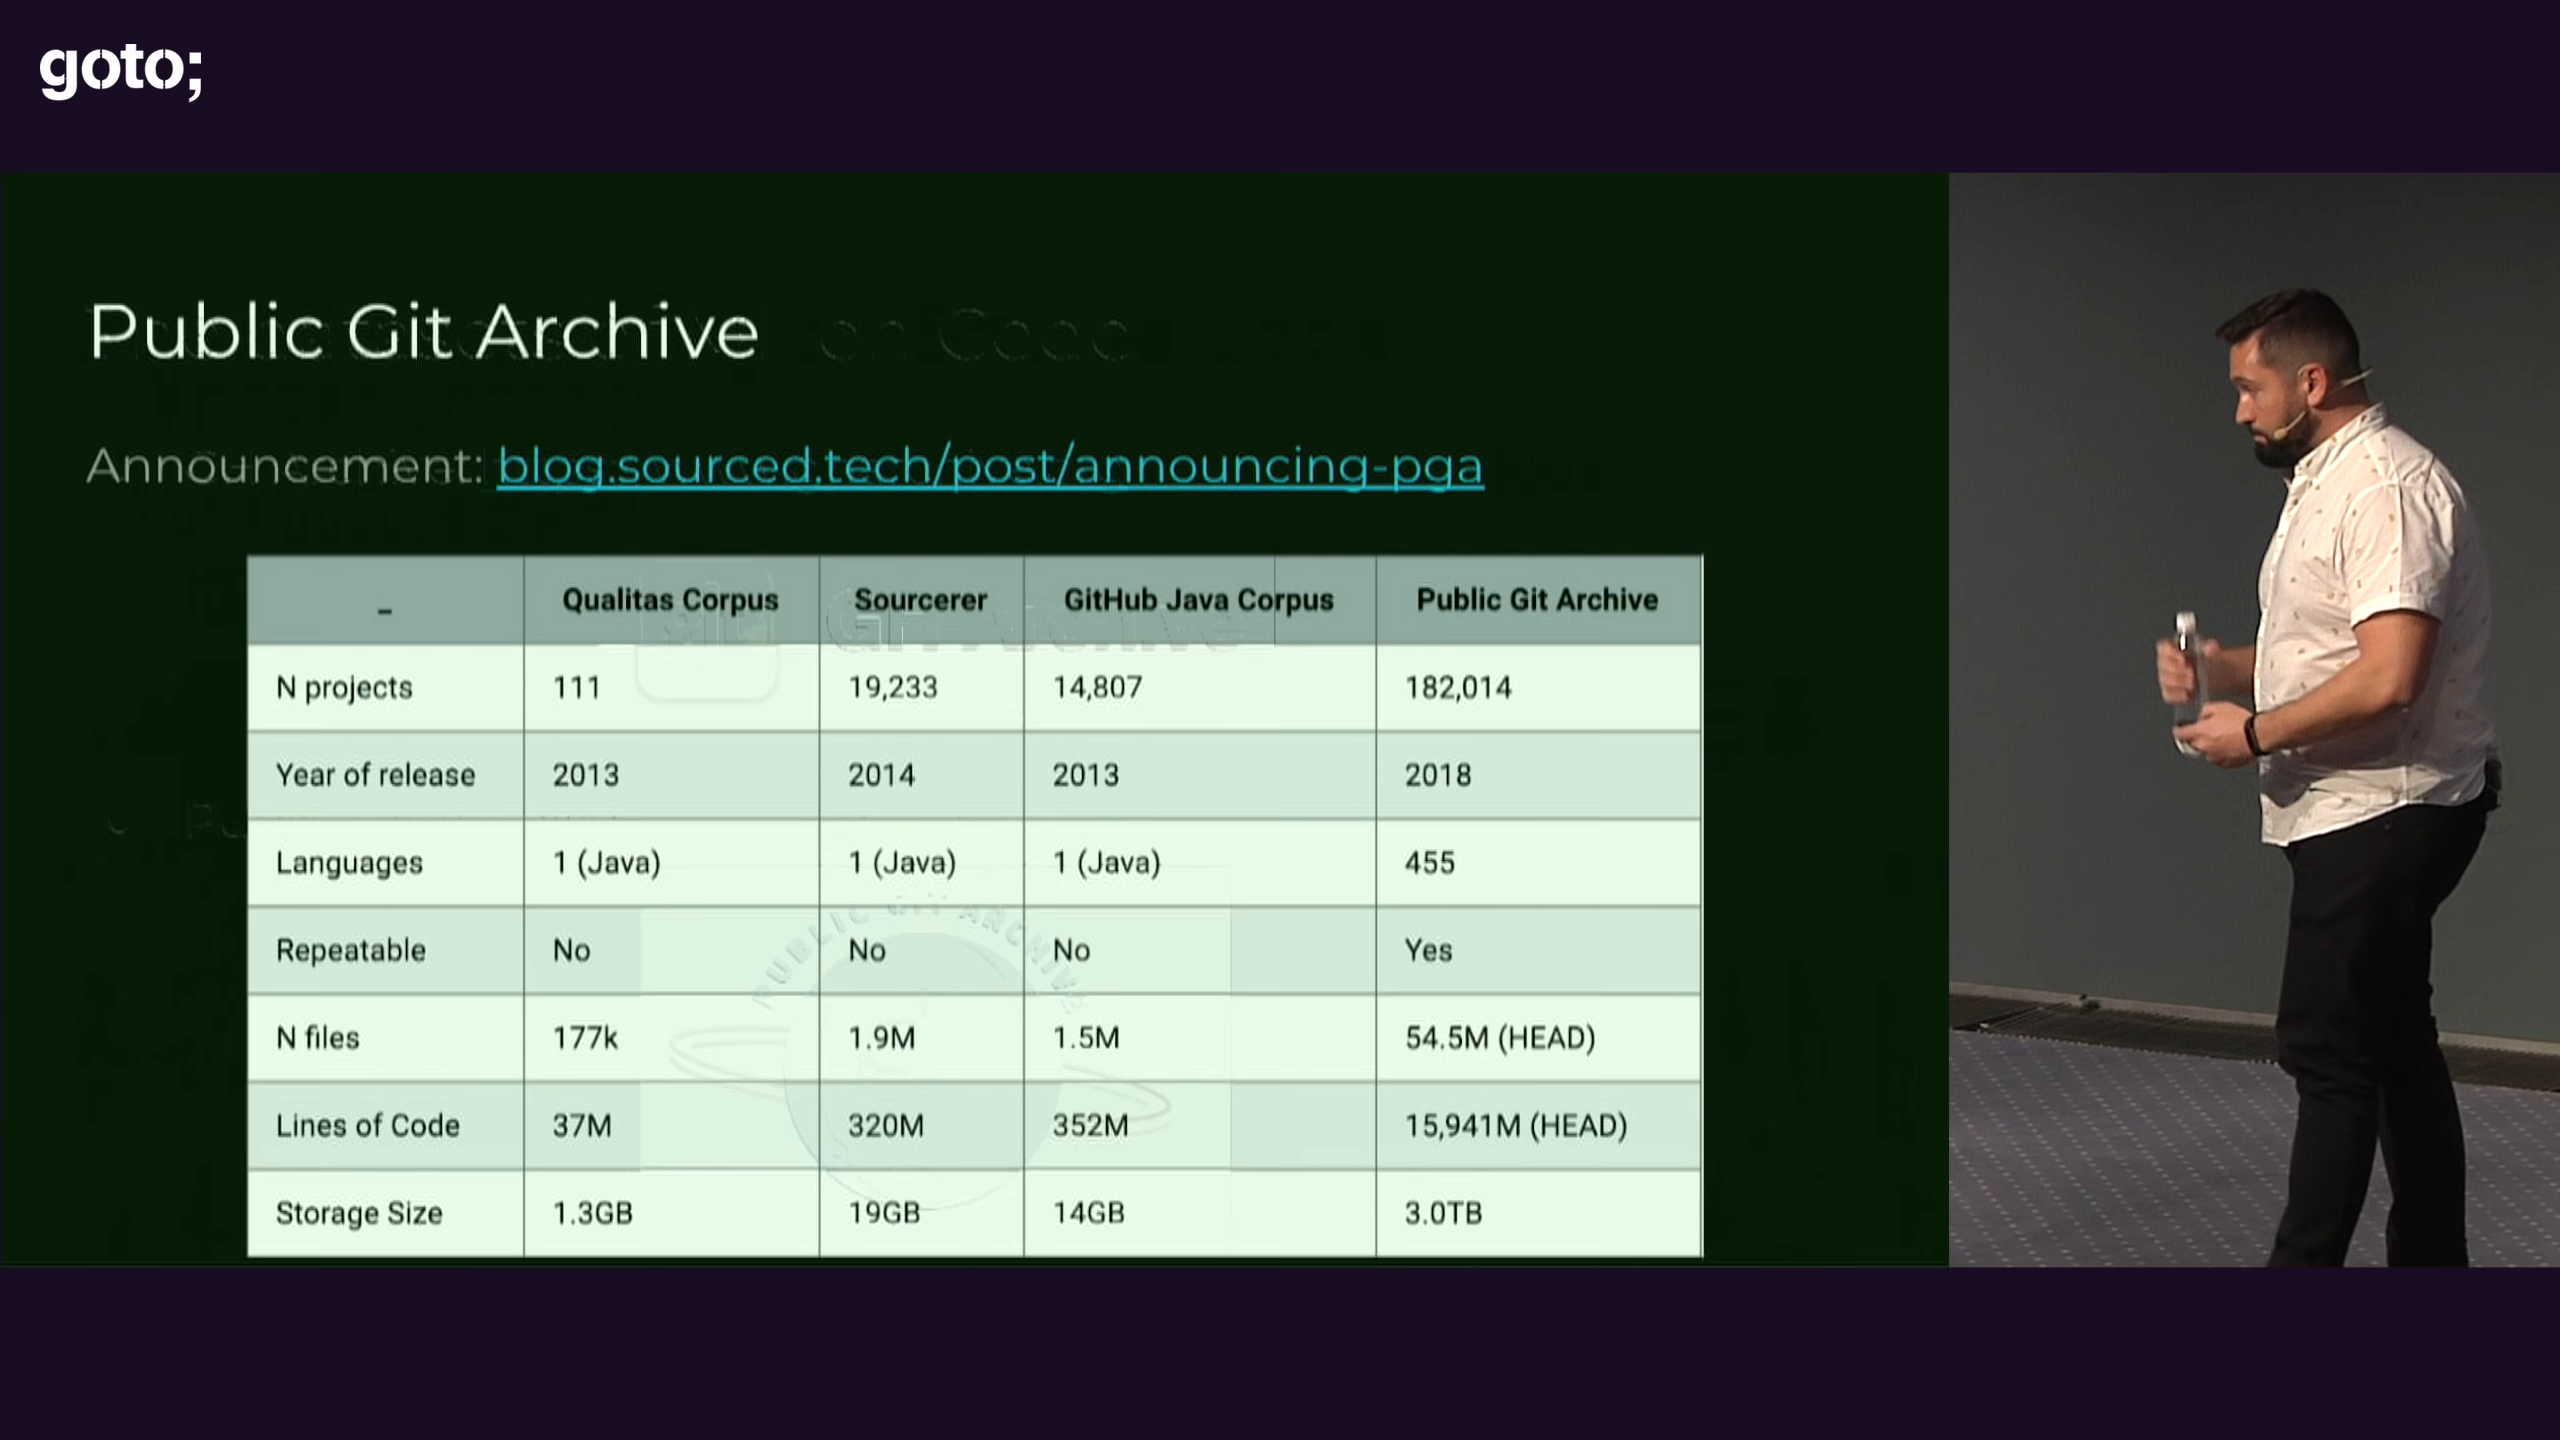 goto;
Public Git Archive
Announcement: blog.sourced.tech/post/announcing-pga
_ Qualitas Corpus Sourcerer GitHub Java Corpus Public Git Archive
N projects 111 19,233 14,807 182,014
Year of release 2013 2014 2013 2018
Languages 1 (Java) 1 (Java) 1 (Java) 455
Repeatable No No No Yes
N files 177k 1.9M 1.5M 54.5M (HEAD)
Lines of Code 37M 320M 352M 15,941M (HEAD)
Storage Size 1.3GB 19GB 14GB 3.0TB
PUBLIC GIT ARCHIVE